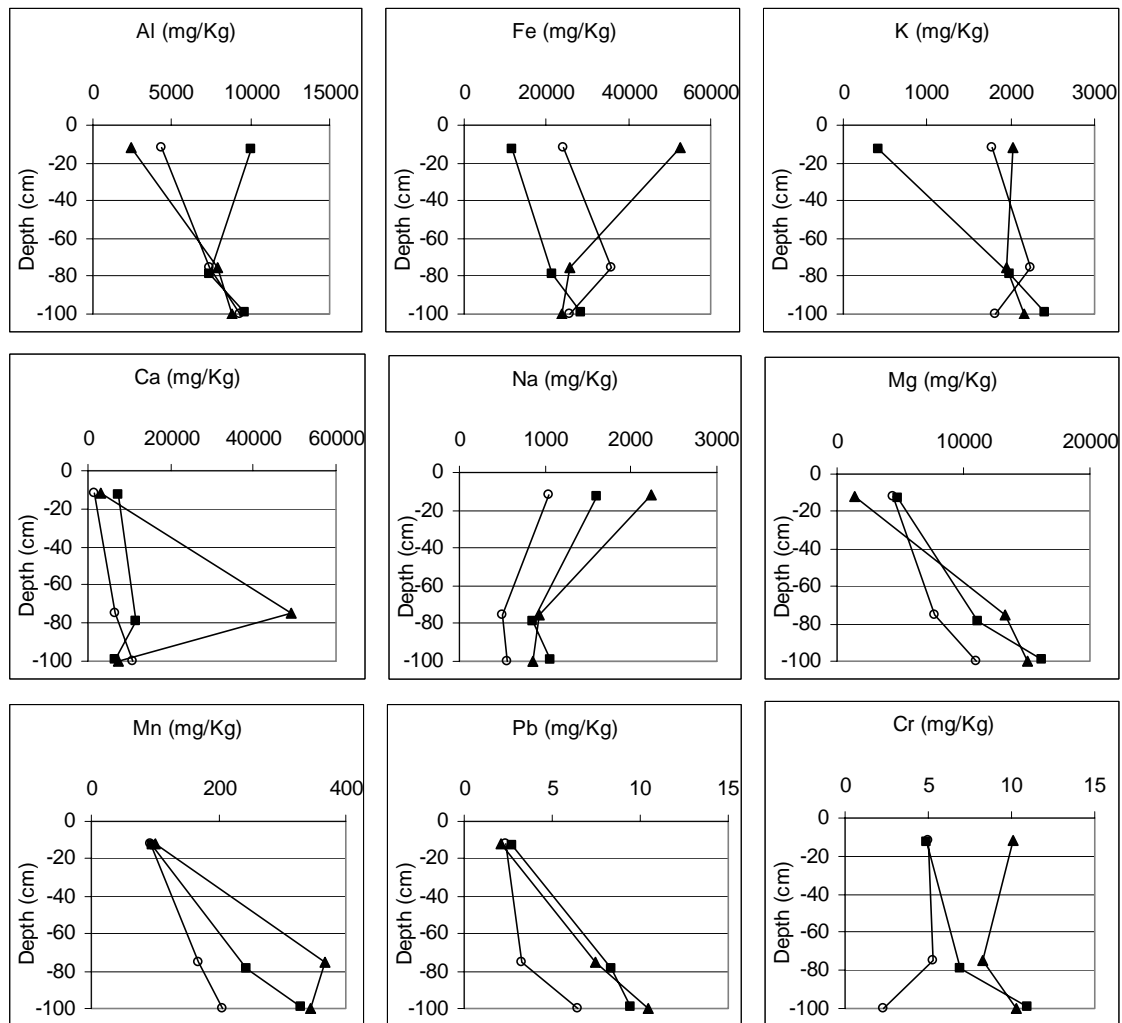 Al (mg/Kg)
0 5000 10000 15000
0
-20
-40
-60
-80
-100
Depth (cm)
Fe (mg/Kg)
0 20000 40000 60000
0
-20
-40
-60
-80
-100
Depth (cm)
K (mg/Kg)
0 1000 2000 3000
0
-20
-40
-60
-80
-100
Depth (cm)
Ca (mg/Kg)
0 20000 40000 60000
0
-20
-40
-60
-80
-100
Depth (cm)
Na (mg/Kg)
0 1000 2000 3000
0
-20
-40
-60
-80
-100
Depth (cm)
Mg (mg/Kg)
0 10000 20000
0
-20
-40
-60
-80
-100
Depth (cm)
Mn (mg/Kg)
0 200 400
0
-20
-40
-60
-80
-100
Depth (cm)
Pb (mg/Kg)
0 5 10 15
0
-20
-40
-60
-80
-100
Depth (cm)
Cr (mg/Kg)
0 5 10 15
0
-20
-40
-60
-80
-100
Depth (cm)